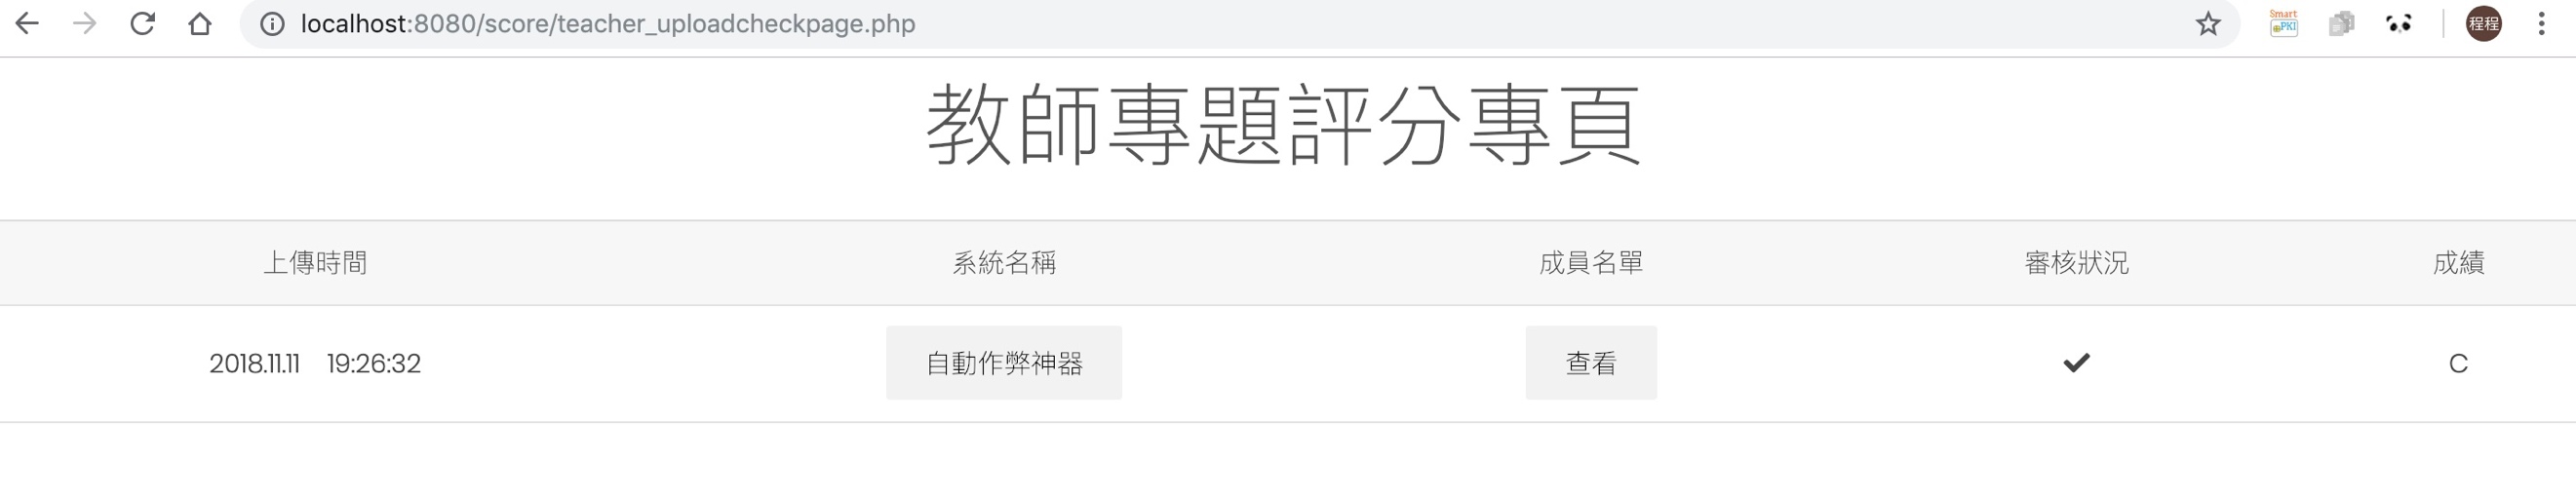 localhost:8080/score/teacher_uploadcheckpage.php
Smart
PKI
程程
教師專題評分專頁
上傳時間 系統名稱 成員名單 審核狀況 成績
2018.11.11 19:26:32 自動作弊神器 查看 C